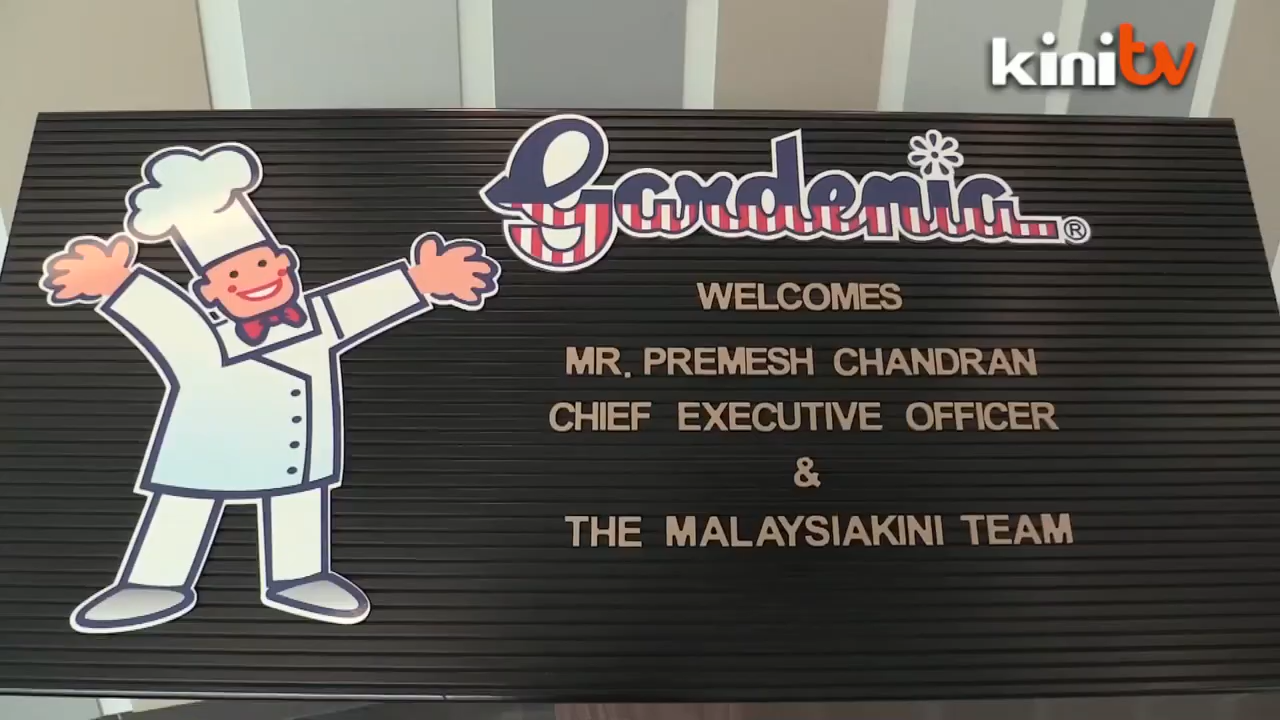 kinitv
Gardenia ®
WELCOMES
MR. PREMESH CHANDRAN
CHIEF EXECUTIVE OFFICER
&
THE MALAYSIAKINI TEAM